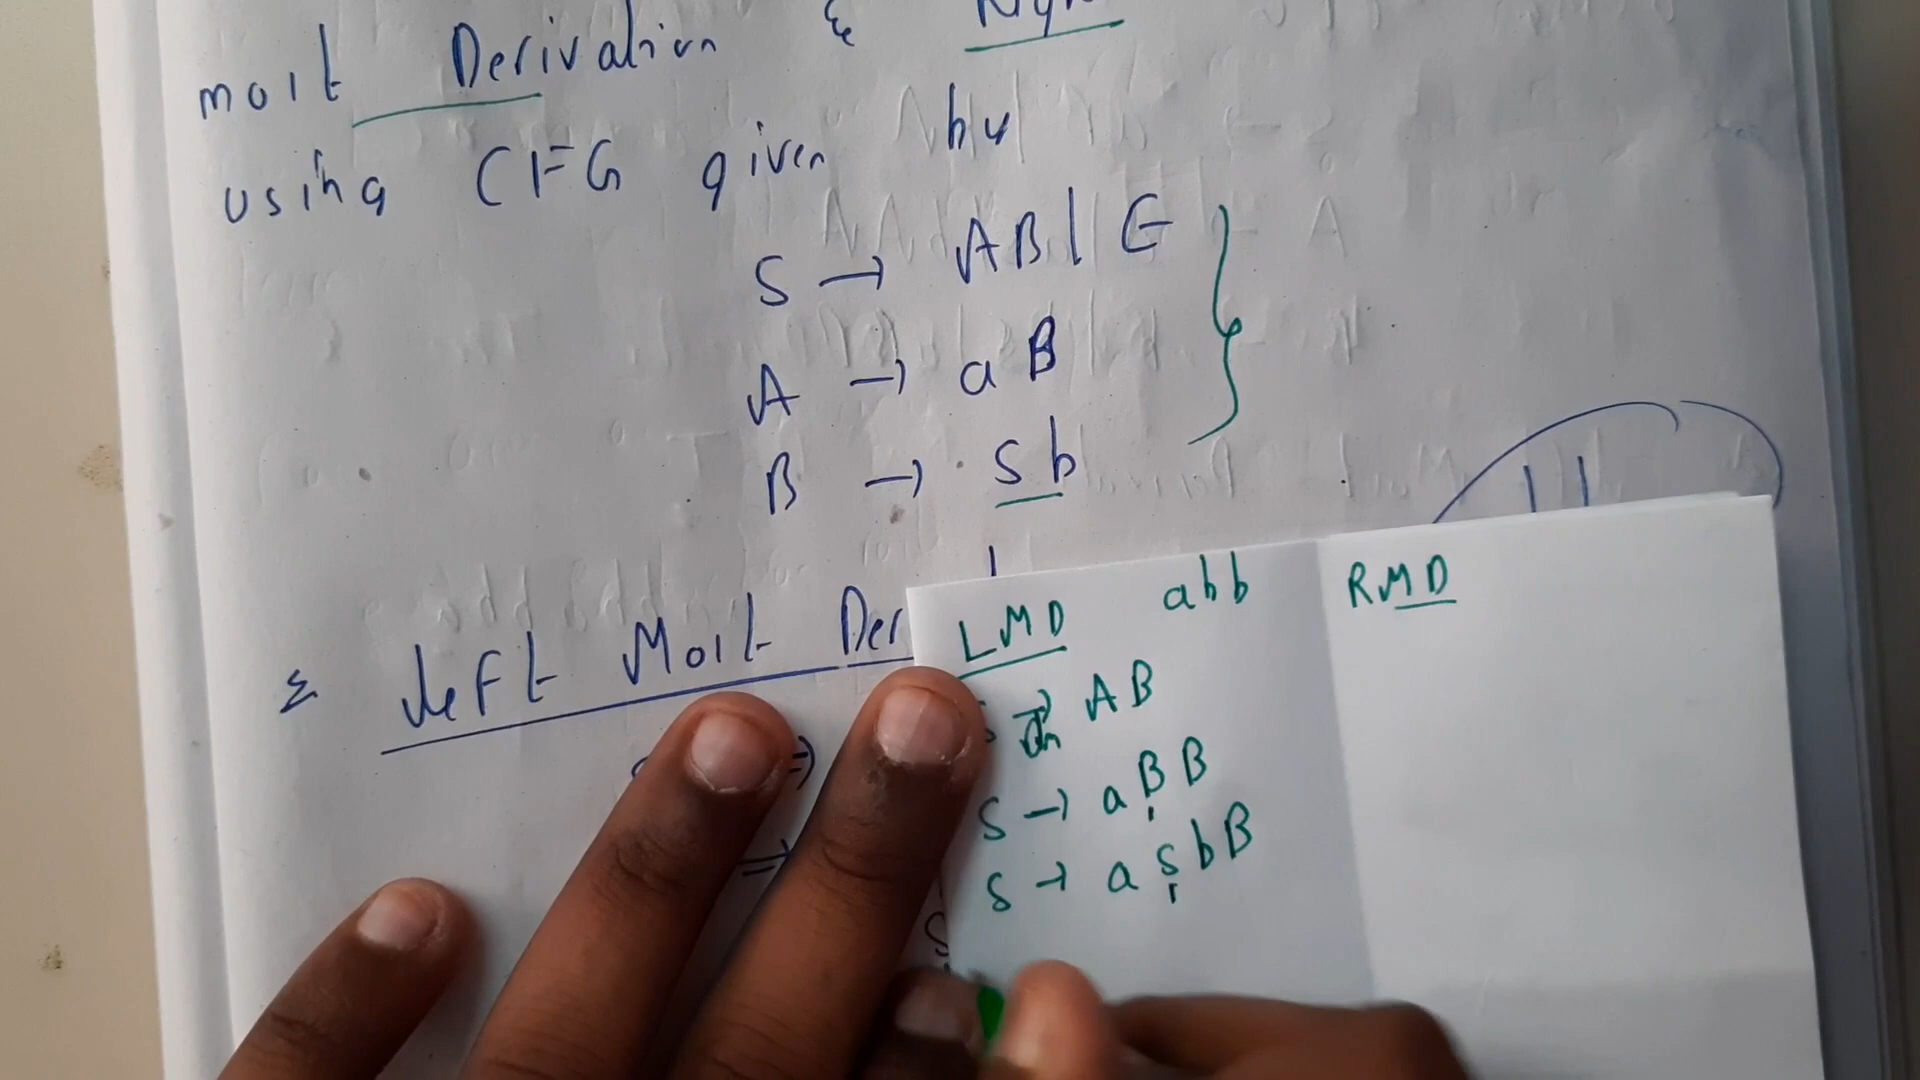 most Derivation &
using CFG given by
S → AB | ∈
A → aB
B → Sb
Left Most Der
LMD abb RMD
S → AB
S → aBB
S → aSbB